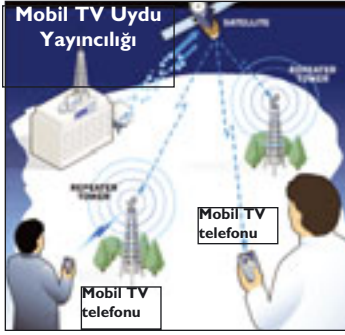 Mobil TV Uydu
Yayıncılığı
SATELLITE
REPEATER
TOWER
REPEATER
TOWER
Mobil TV
telefonu
Mobil TV
telefonu